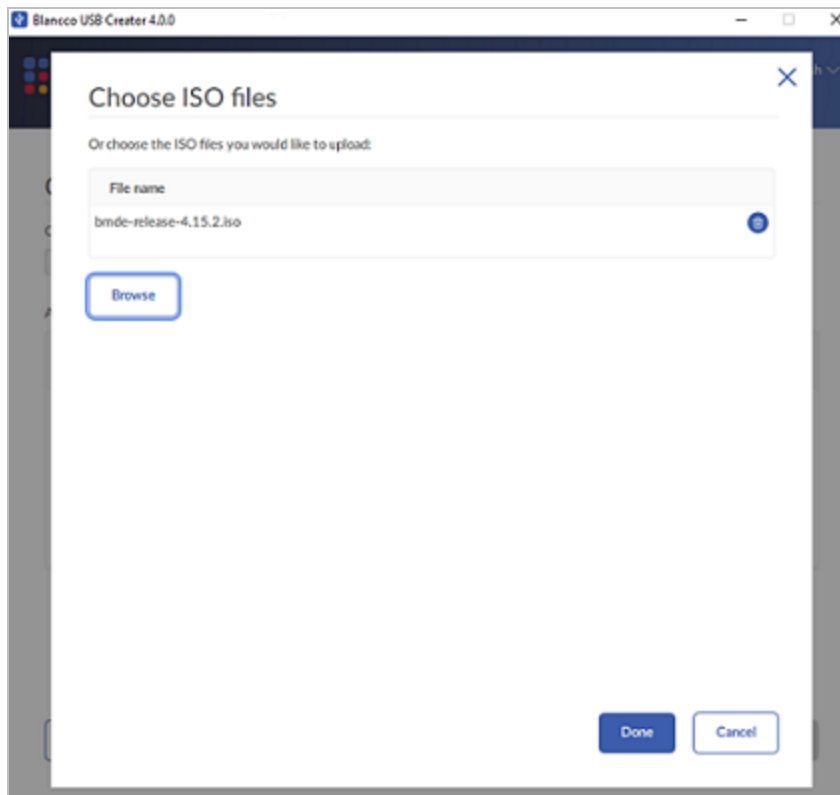 Blancco USB Creator 4.0.0
Choose ISO files
Or choose the ISO files you would like to upload:
File name
bmde-release-4.15.2.iso
Browse
Done
Cancel